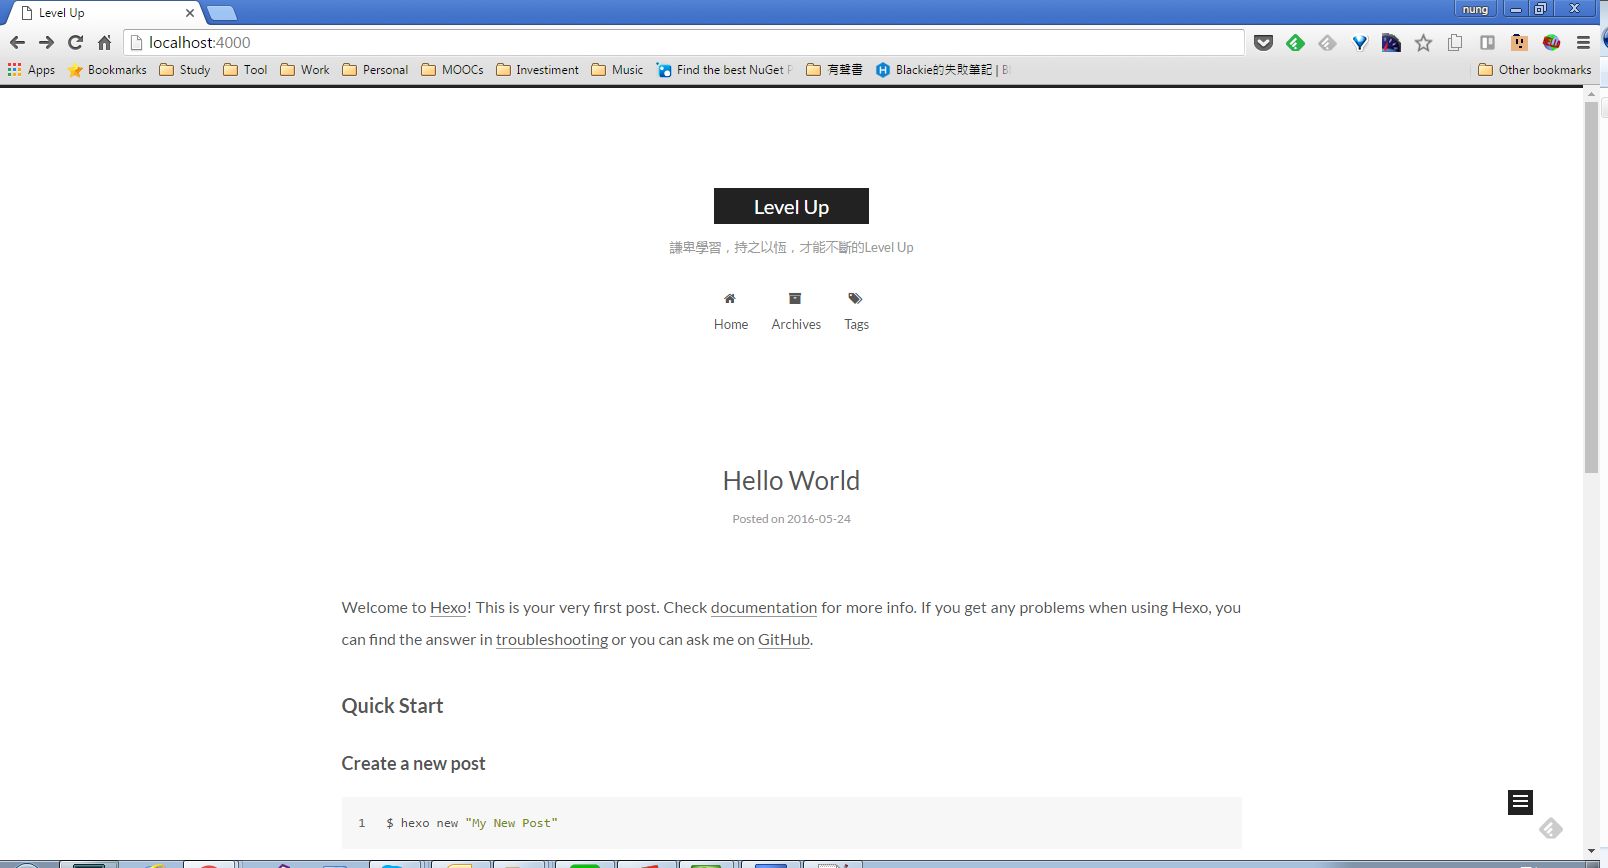 Level Up
nung
localhost:4000
Apps Bookmarks Study Tool Work Personal MOOCs Investiment Music Find the best NuGet P 有聲書 Blackie的失敗筆記 | Bl Other bookmarks
Level Up
謙卑學習，持之以恆，才能不斷的Level Up
Home Archives Tags
Hello World
Posted on 2016-05-24
Welcome to Hexo! This is your very first post. Check documentation for more info. If you get any problems when using Hexo, you
can find the answer in troubleshooting or you can ask me on GitHub.
Quick Start
Create a new post
1 $ hexo new "My New Post"